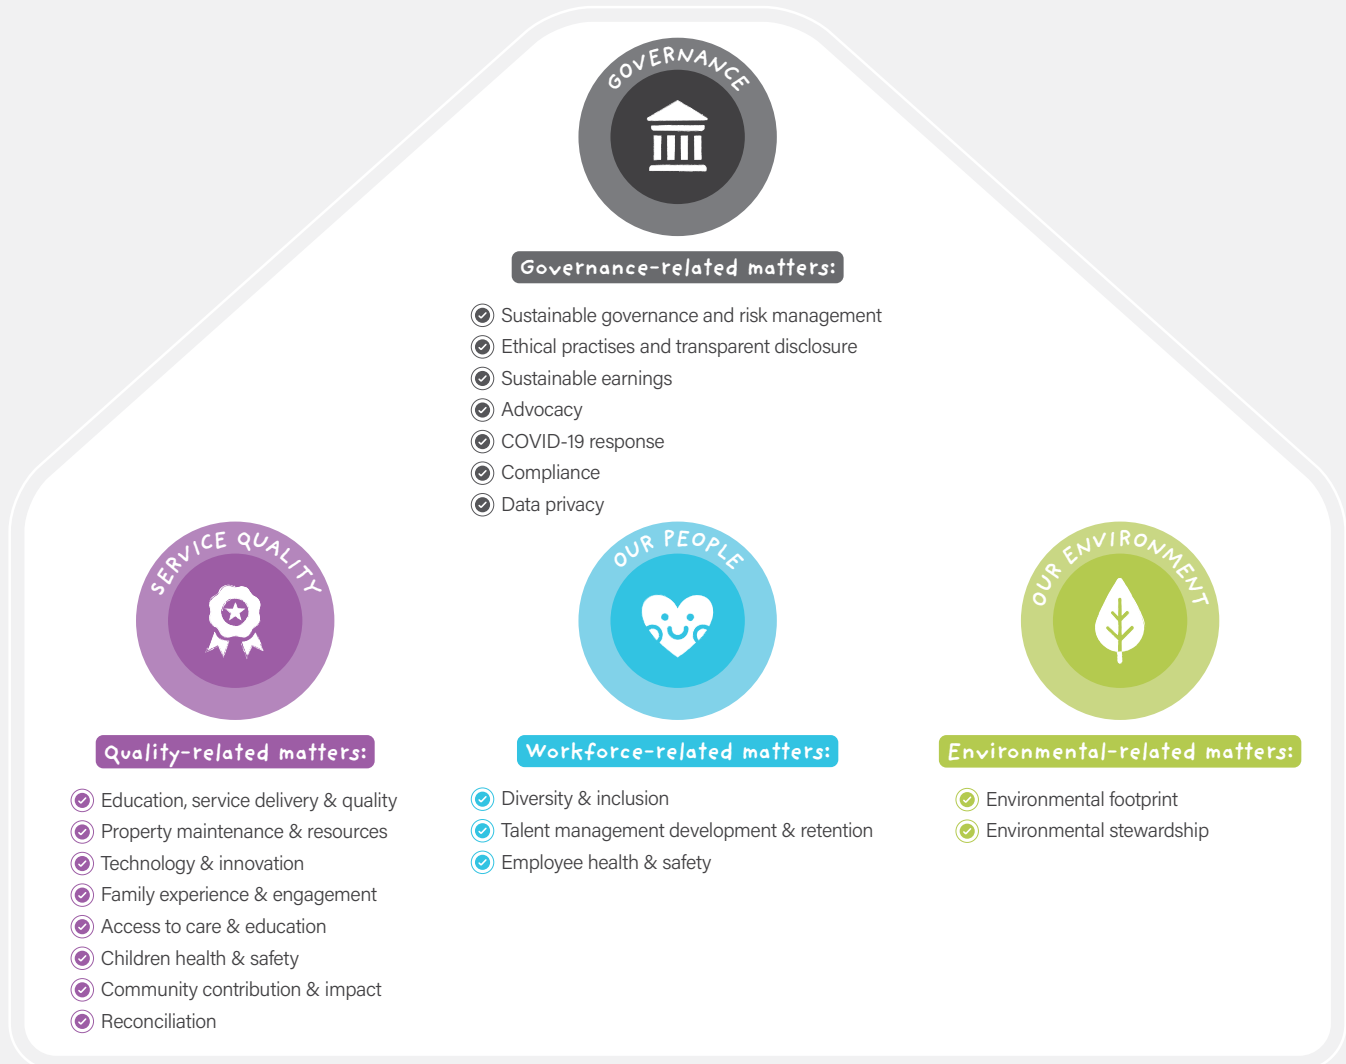 GOVERNANCE
Governance-related matters:
Sustainable governance and risk management
Ethical practises and transparent disclosure
Sustainable earnings
Advocacy
COVID-19 response
Compliance
Data privacy
SERVICE QUALITY
Quality-related matters:
Education, service delivery & quality
Property maintenance & resources
Technology & innovation
Family experience & engagement
Access to care & education
Children health & safety
Community contribution & impact
Reconciliation
OUR PEOPLE
Workforce-related matters:
Diversity & inclusion
Talent management development & retention
Employee health & safety
OUR ENVIRONMENT
Environmental-related matters:
Environmental footprint
Environmental stewardship